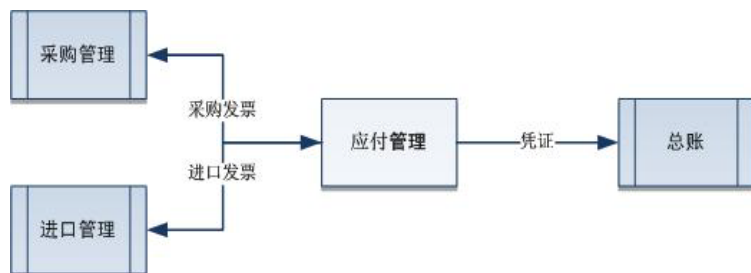 采购管理
采购发票
应付管理
凭证
总账
进口发票
进口管理